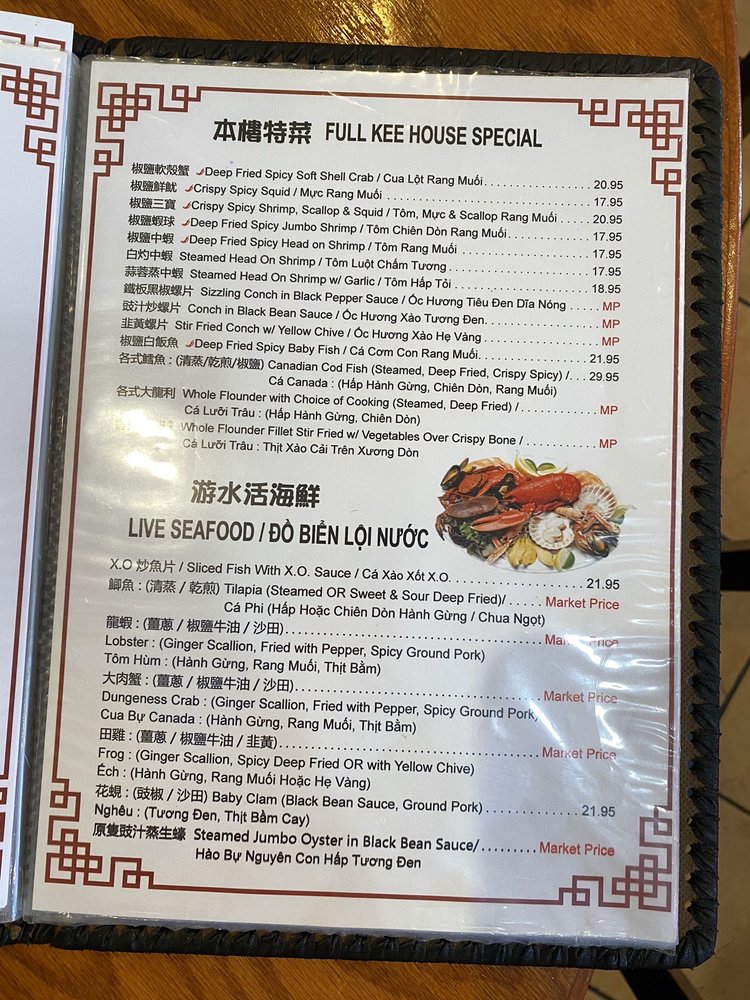 本樓特菜 FULL KEE HOUSE SPECIAL
椒鹽軟殼蟹 Deep Fried Spicy Soft Shell Crab / Cua Lột Rang Muối 20.95
椒鹽鮮魷 Crispy Spicy Squid / Mực Rang Muối 17.95
椒鹽三寶 Crispy Spicy Shrimp, Scallop & Squid / Tôm, Mực & Scallop Rang Muối 20.95
椒鹽蝦球 Deep Fried Spicy Jumbo Shrimp / Tôm Chiên Dòn Rang Muối 17.95
椒鹽中蝦 Deep Fried Spicy Head on Shrimp / Tôm Rang Muối 17.95
白灼中蝦 Steamed Head On Shrimp / Tôm Luột Chấm Tương 17.95
蒜蓉蒸中蝦 Steamed Head On Shrimp w/ Garlic / Tôm Hấp Tỏi 18.95
鐵板黑椒螺片 Sizzling Conch in Black Pepper Sauce / Ốc Hương Tiêu Đen Dĩa Nóng MP
豉汁炒螺片 Conch in Black Bean Sauce / Ốc Hương Xào Tương Đen MP
韭黃螺片 Stir Fried Conch w/ Yellow Chive / Ốc Hương Xào Hẹ Vàng MP
椒鹽白飯魚 Deep Fried Spicy Baby Fish / Cá Cơm Con Rang Muối 21.95
各式鱈魚 : (清蒸/乾煎/椒鹽) Canadian Cod Fish (Steamed, Deep Fried, Crispy Spicy) / 29.95
Cá Canada : (Hấp Hành Gừng, Chiên Dòn, Rang Muối)
各式大龍利 Whole Flounder with Choice of Cooking (Steamed, Deep Fried) / MP
Cá Lưỡi Trâu : (Hấp Hành Gừng, Chiên Dòn)
Whole Flounder Fillet Stir Fried w/ Vegetables Over Crispy Bone / MP
Cá Lưỡi Trâu : Thịt Xào Cải Trên Xương Dòn
游水活海鮮
LIVE SEAFOOD / ĐỒ BIỂN LỘI NƯỚC
X.O 炒魚片 / Sliced Fish With X.O. Sauce / Cá Xào Xốt X.O. 21.95
鯽魚 : (清蒸 / 乾煎) Tilapia (Steamed OR Sweet & Sour Deep Fried)/ Market Price
Cá Phi (Hấp Hoặc Chiên Dòn Hành Gừng / Chua Ngọt)
龍蝦 : (薑蔥 / 椒鹽牛油 / 沙田) Market Price
Lobster : (Ginger Scallion, Fried with Pepper, Spicy Ground Pork)
Tôm Hùm : (Hành Gừng, Rang Muối, Thịt Bằm)
大肉蟹 : (薑蔥 / 椒鹽牛油 / 沙田) Market Price
Dungeness Crab : (Ginger Scallion, Fried with Pepper, Spicy Ground Pork)
Cua Bự Canada : (Hành Gừng, Rang Muối, Thịt Bằm)
田雞 : (薑蔥 / 椒鹽牛油 / 韭黃) Market Price
Frog : (Ginger Scallion, Spicy Deep Fried OR with Yellow Chive)
Ếch : (Hành Gừng, Rang Muối Hoặc Hẹ Vàng)
花蜆 : (豉椒 / 沙田) Baby Clam (Black Bean Sauce, Ground Pork) 21.95
Nghêu : (Tương Đen, Thịt Bằm Cay)
原隻豉汁蒸生蠔 Steamed Jumbo Oyster in Black Bean Sauce/ Market Price
Hào Bự Nguyên Con Hấp Tương Đen